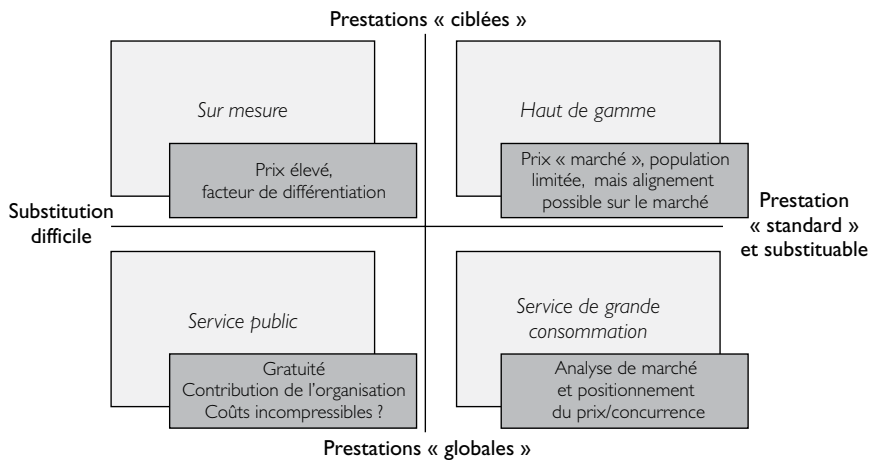 Prestations « ciblées »
Sur mesure
Prix élevé,
facteur de différentiation
Haut de gamme
Prix « marché », population
limitée, mais alignement
possible sur le marché
Substitution
difficile
Prestation
« standard »
et substituable
Service public
Gratuité
Contribution de l'organisation
Coûts incompressibles ?
Service de grande
consommation
Analyse de marché
et positionnement
du prix/concurrence
Prestations « globales »